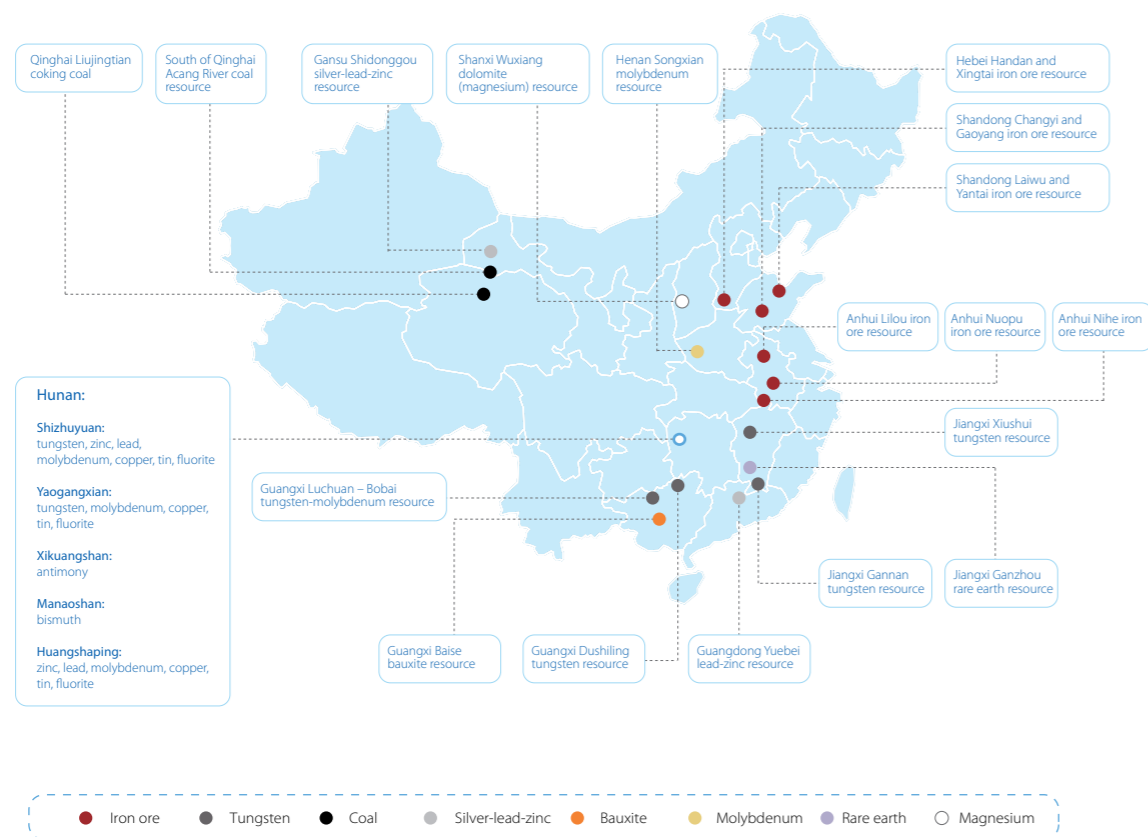 Qinghai Liujingtian
coking coal
South of Qinghai
Acang River coal
resource
Gansu Shidonggou
silver-lead-zinc
resource
Shanxi Wuxiang
dolomite
(magnesium) resource
Henan Songxian
molybdenum
resource
Hebei Handan and
Xingtai iron ore resource
Shandong Changyi and
Gaoyang iron ore resource
Shandong Laiwu and
Yantai iron ore resource
Anhui Lilou iron
ore resource
Anhui Nuopu
iron ore resource
Anhui Nihe iron
ore resource
Hunan:
Shizhuyuan:
tungsten, zinc, lead,
molybdenum, copper, tin, fluorite
Yaogangxian:
tungsten, molybdenum, copper,
tin, fluorite
Xikuangshan:
antimony
Manaoshan:
bismuth
Huangshaping:
zinc, lead, molybdenum, copper,
tin, fluorite
Jiangxi Xiushui
tungsten resource
Guangxi Luchuan – Bobai
tungsten-molybdenum resource
Jiangxi Gannan
tungsten resource
Jiangxi Ganzhou
rare earth resource
Guangxi Baise
bauxite resource
Guangxi Dushiling
tungsten resource
Guangdong Yuebei
lead-zinc resource
Iron ore Tungsten Coal Silver-lead-zinc Bauxite Molybdenum Rare earth Magnesium